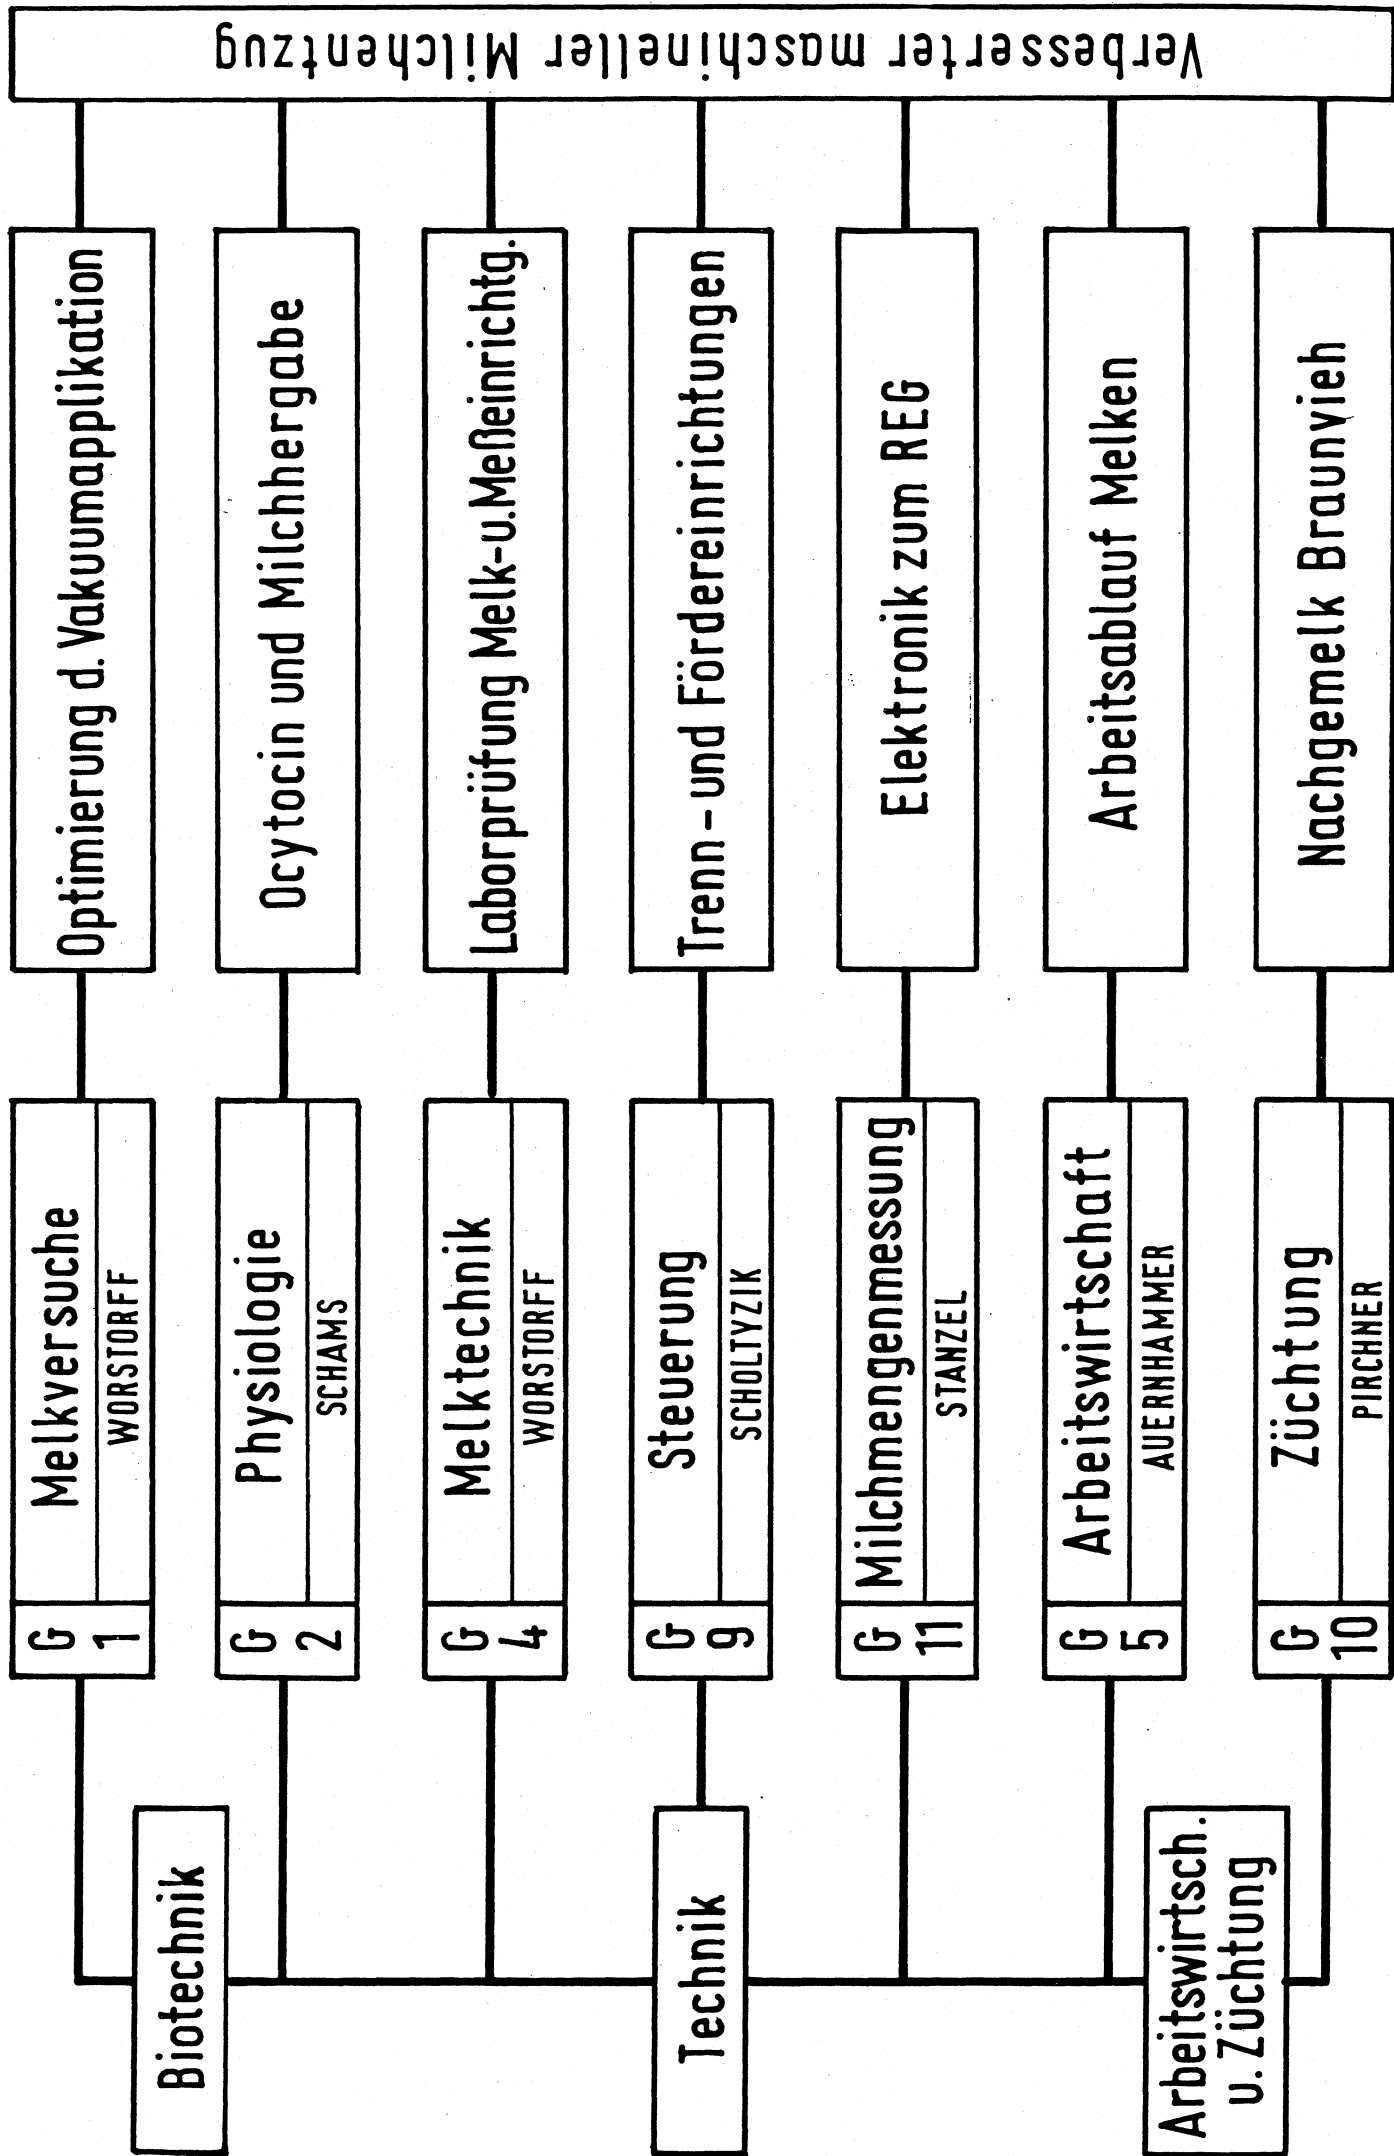 Biotechnik
G
1
Melkversuche
WORSTORFF
Optimierung d. Vakuumapplikation
G
2
Physiologie
SCHAMS
Ocytocin und Milchhergabe
Technik
G
4
Melktechnik
WORSTORFF
Laborprüfung Melk-u.Meßeinrichtg.
G
9
Steuerung
SCHOLTYZIK
Trenn- und Fördereinrichtungen
G
11
Milchmengenmessung
STANZEL
Elektronik zum REG
Arbeitswirtsch.
u. Züchtung
G
5
Arbeitswirtschaft
AUERNHAMMER
Arbeitsablauf Melken
G
10
Züchtung
PIRCHNER
Nachgemelk Braunvieh
Verbesserter maschineller Milchentzug